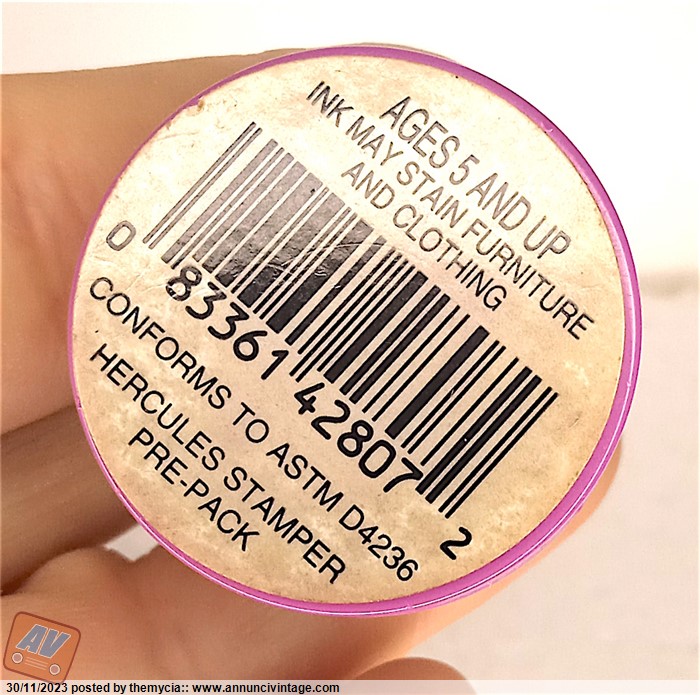 AGES 5 AND UP
INK MAY STAIN FURNITURE
AND CLOTHING
0 83361 42807 2
CONFORMS TO ASTM D4236
HERCULES STAMPER
PRE-PACK
AV
30/11/2023 posted by themycia:: www.annuncivintage.com